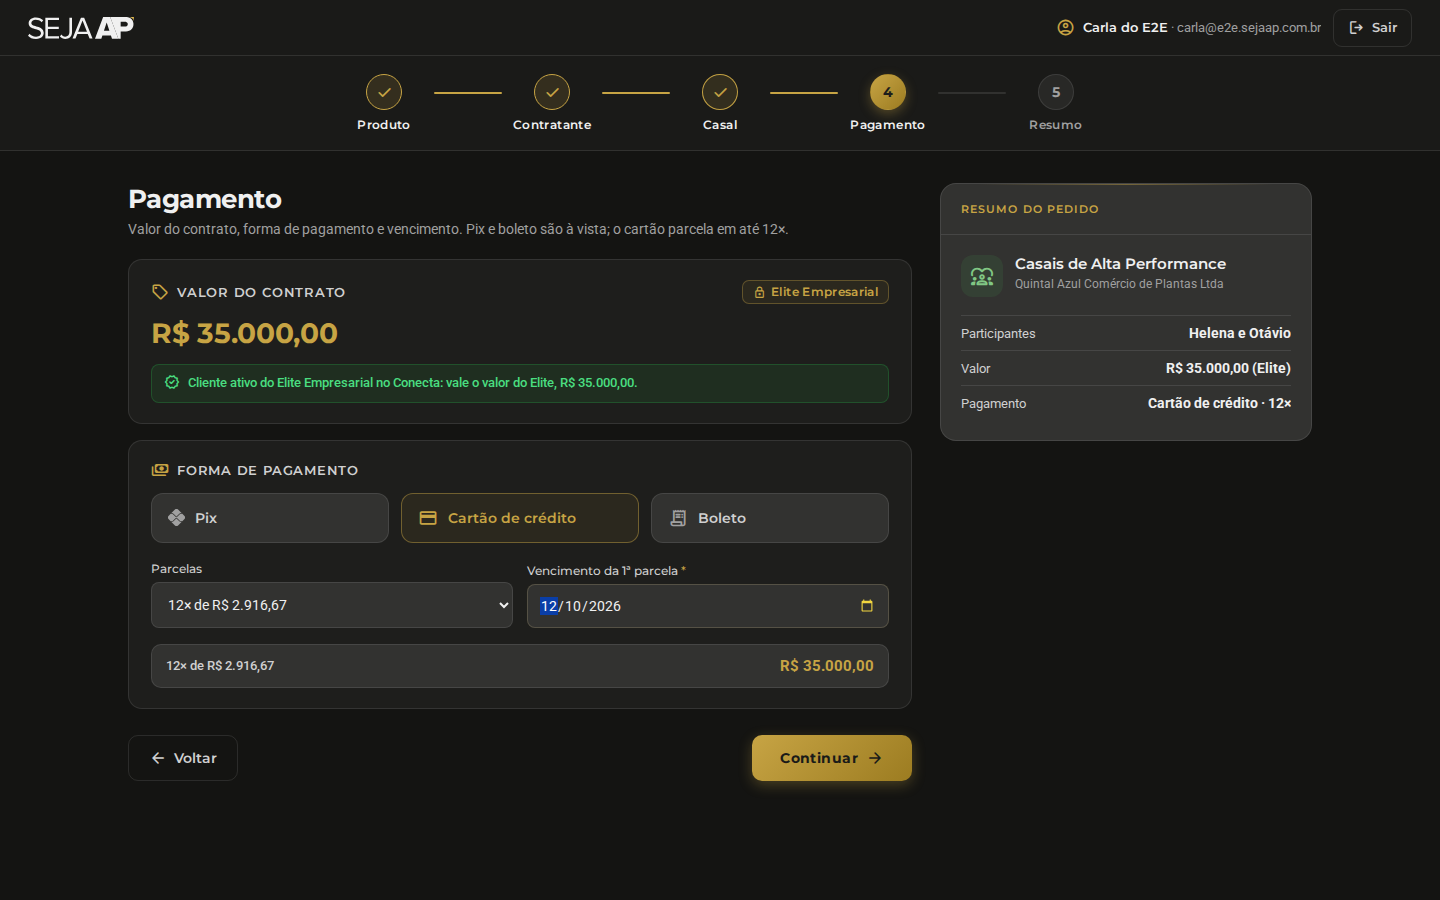 SEJA AP
Carla do E2E · carla@e2e.sejaap.com.br
Sair
4
5
Produto
Contratante
Casal
Pagamento
Resumo
Pagamento
Valor do contrato, forma de pagamento e vencimento. Pix e boleto são à vista; o cartão parcela em até 12×.
VALOR DO CONTRATO
Elite Empresarial
R$ 35.000,00
Cliente ativo do Elite Empresarial no Conecta: vale o valor do Elite, R$ 35.000,00.
FORMA DE PAGAMENTO
Pix
Cartão de crédito
Boleto
Parcelas
Vencimento da 1ª parcela *
12× de R$ 2.916,67
12/10/2026
12× de R$ 2.916,67
R$ 35.000,00
Voltar
Continuar
RESUMO DO PEDIDO
Casais de Alta Performance
Quintal Azul Comércio de Plantas Ltda
Participantes
Helena e Otávio
Valor
R$ 35.000,00 (Elite)
Pagamento
Cartão de crédito · 12×